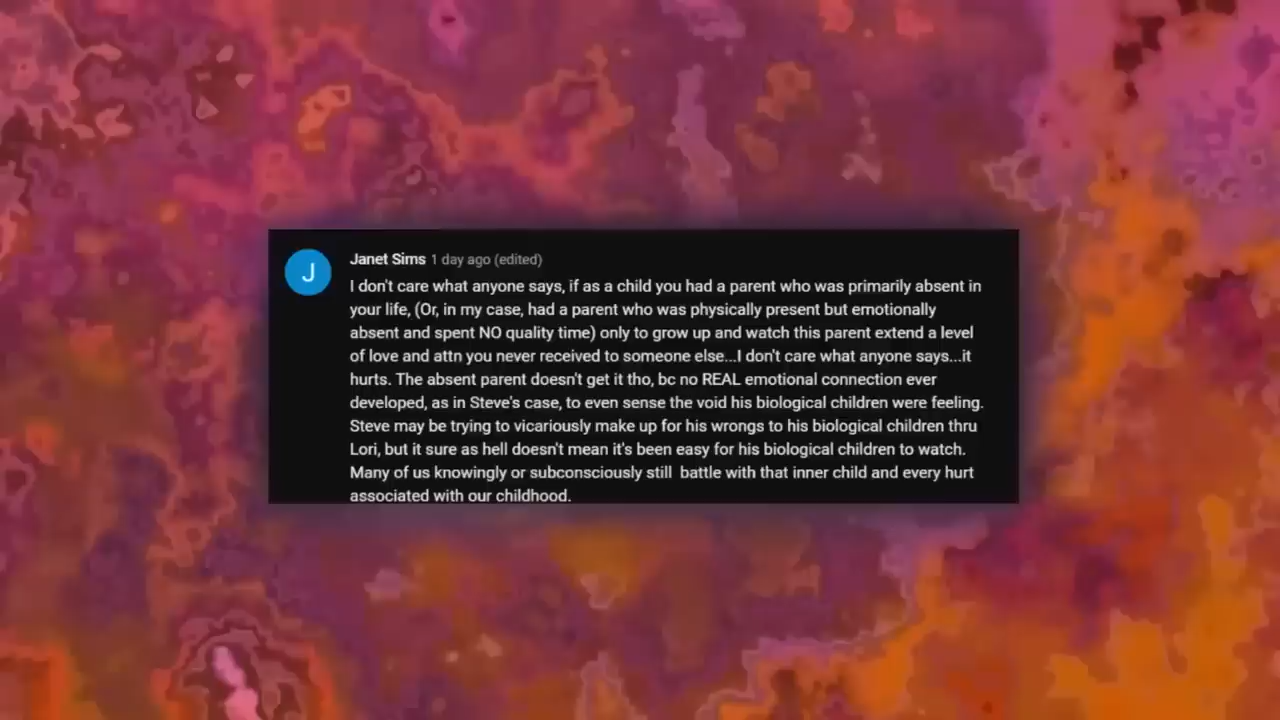 J
Janet Sims 1 day ago (edited)
I don't care what anyone says, if as a child you had a parent who was primarily absent in
your life, (Or, in my case, had a parent who was physically present but emotionally
absent and spent NO quality time) only to grow up and watch this parent extend a level
of love and attn you never received to someone else...I don't care what anyone says...it
hurts. The absent parent doesn't get it tho, bc no REAL emotional connection ever
developed, as in Steve's case, to even sense the void his biological children were feeling.
Steve may be trying to vicariously make up for his wrongs to his biological children thru
Lori, but it sure as hell doesn't mean it's been easy for his biological children to watch.
Many of us knowingly or subconsciously still  battle with that inner child and every hurt
associated with our childhood.